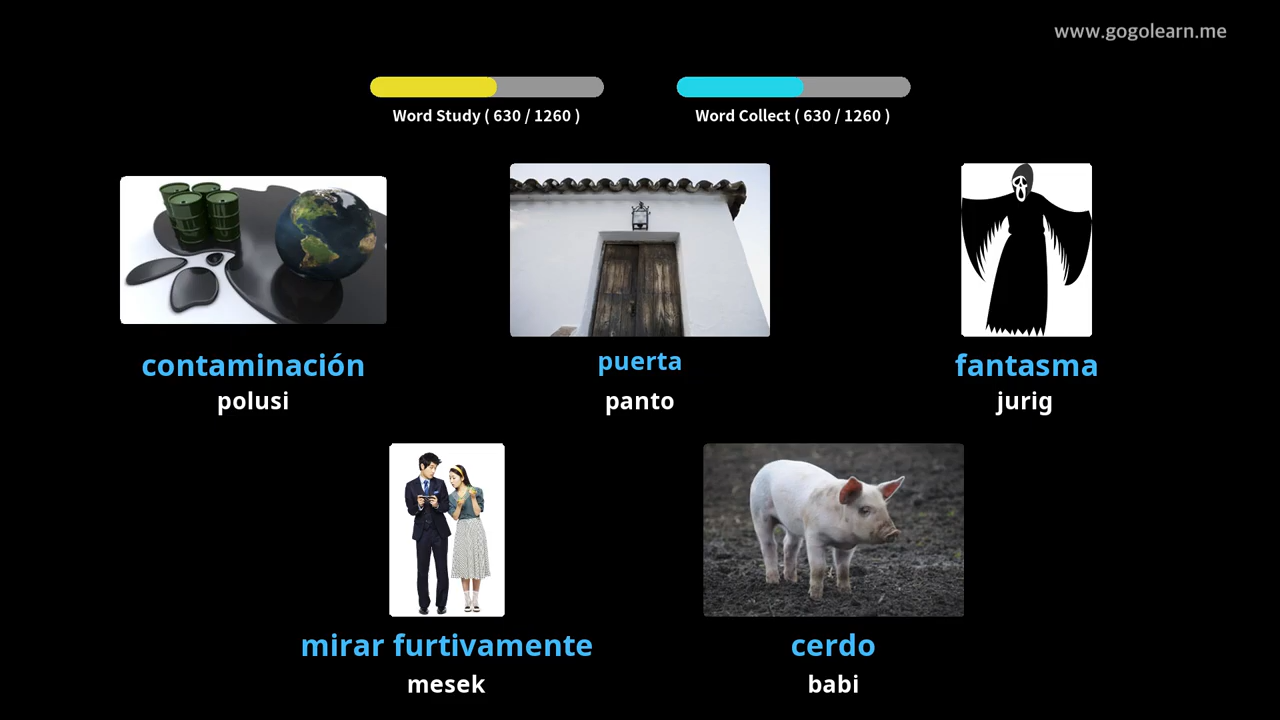 www.gogolearn.me
Word Study ( 630 / 1260 )
Word Collect ( 630 / 1260 )
contaminación
polusi
puerta
panto
fantasma
jurig
mirar furtivamente
mesek
cerdo
babi